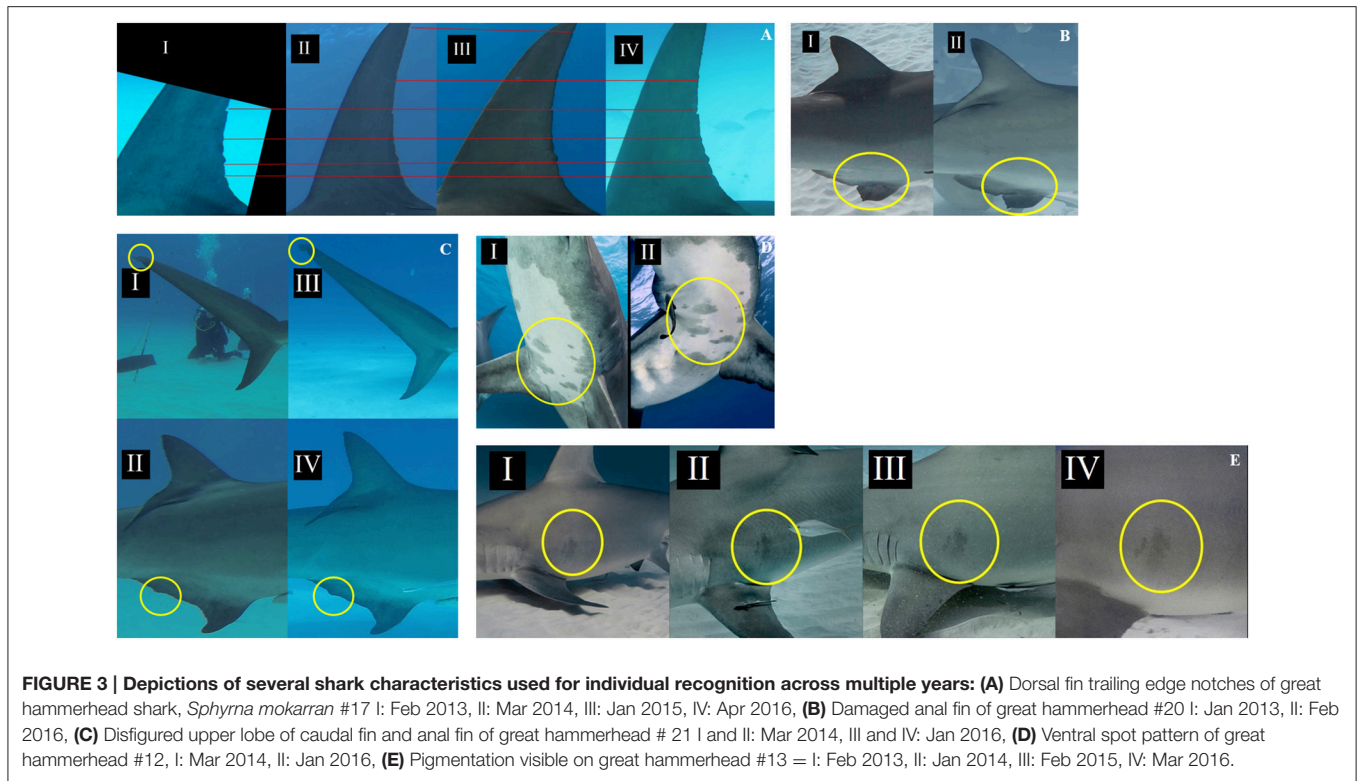 I II III IV A
I II B
I III C
II IV
I II D
I II III IV E
FIGURE 3 | Depictions of several shark characteristics used for individual recognition across multiple years: (A) Dorsal fin trailing edge notches of great
hammerhead shark, Sphyrna mokarran #17 I: Feb 2013, II: Mar 2014, III: Jan 2015, IV: Apr 2016, (B) Damaged anal fin of great hammerhead #20 I: Jan 2013, II: Feb
2016, (C) Disfigured upper lobe of caudal fin and anal fin of great hammerhead # 21 I and II: Mar 2014, III and IV: Jan 2016, (D) Ventral spot pattern of great
hammerhead #12, I: Mar 2014, II: Jan 2016, (E) Pigmentation visible on great hammerhead #13 = I: Feb 2013, II: Jan 2014, III: Feb 2015, IV: Mar 2016.